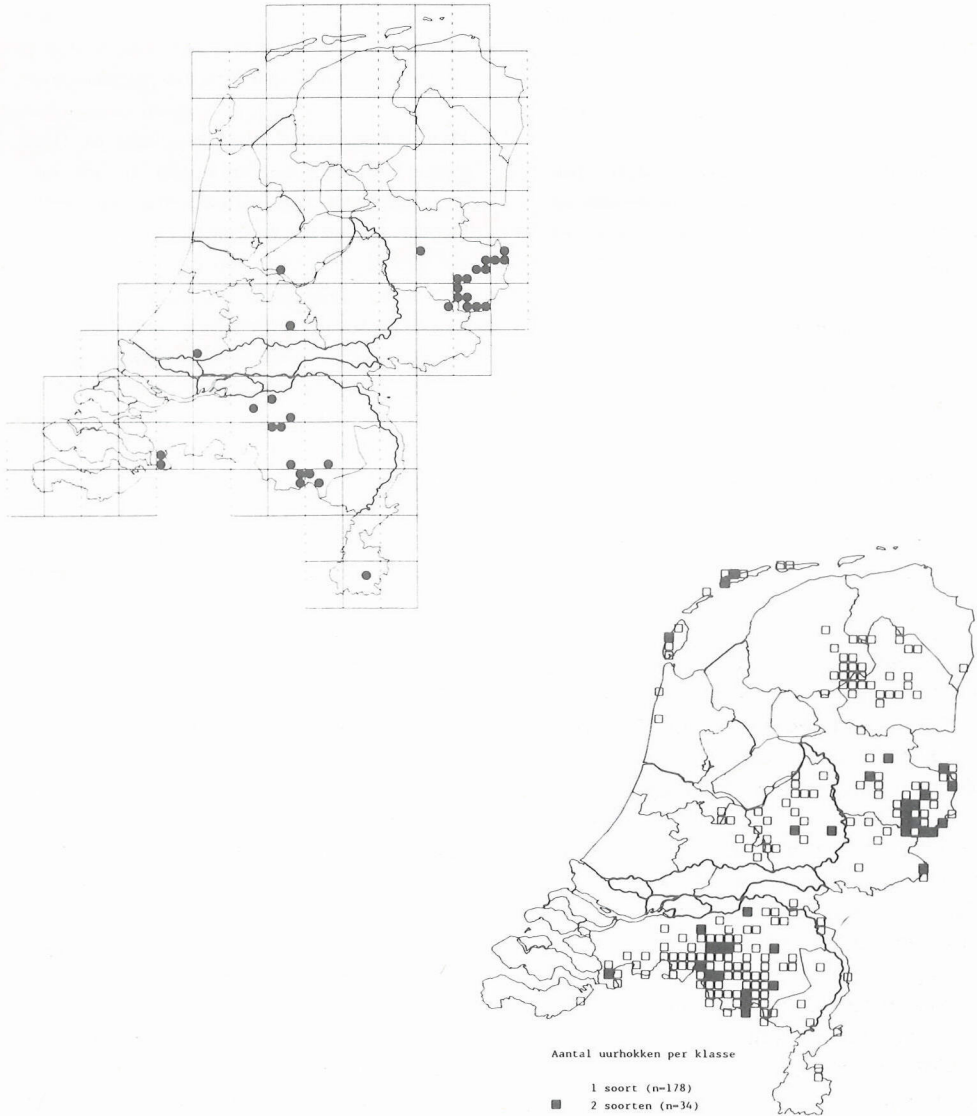 Aantal uurhokken per klasse
1 soort (n=178)
2 soorten (n=34)